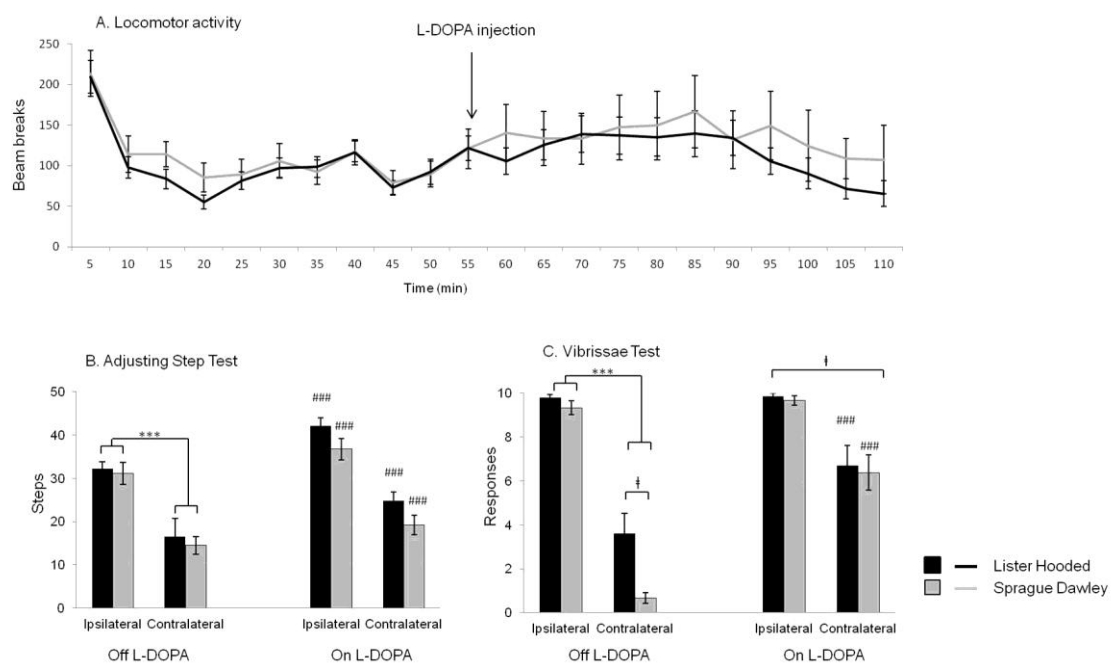 A. Locomotor activity
L-DOPA injection
250
200
150
100
50
0
Beam breaks
5 10 15 20 25 30 35 40 45 50 55 60 65 70 75 80 85 90 95 100 105 110
Time (min)
B. Adjusting Step Test
50
40
30
20
10
0
Steps
***
### ###
### ###
Ipsilateral Contralateral Ipsilateral Contralateral
Off L-DOPA On L-DOPA
C. Vibrissae Test
10
8
6
4
2
0
Responses
***
ǂ
ƚ
###
###
Ipsilateral Contralateral Ipsilateral Contralateral
Off L-DOPA On L-DOPA
Lister Hooded
Sprague Dawley